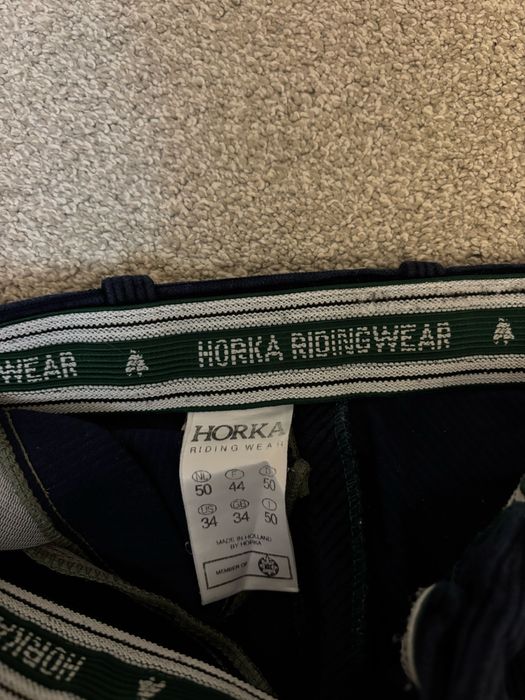 WEAR HORKA RIDINGWEAR
HORKA
RIDING WEAR
NL F D
50 44 50
US GB I
34 34 50
MADE IN HOLLAND
BY HORKA
MEMBER OF
HORKA